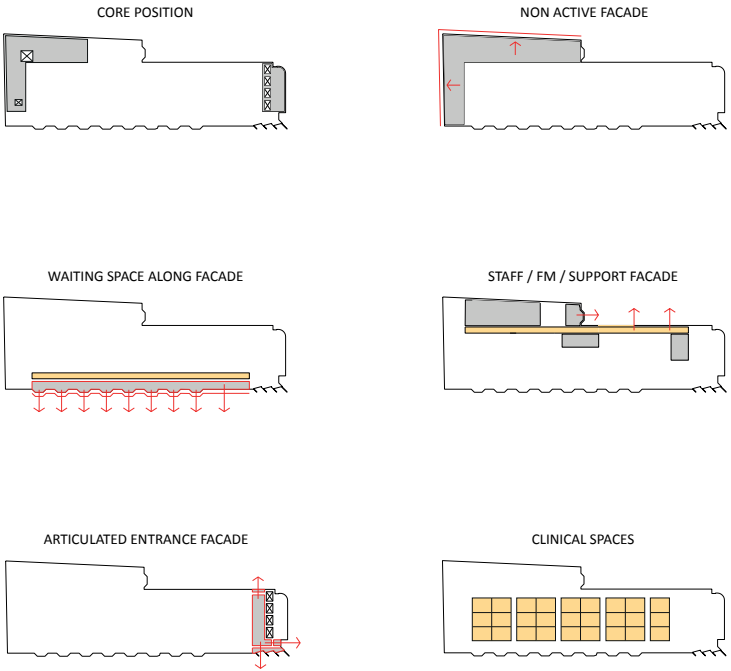 CORE POSITION
NON ACTIVE FACADE
WAITING SPACE ALONG FACADE
STAFF / FM / SUPPORT FACADE
ARTICULATED ENTRANCE FACADE
CLINICAL SPACES